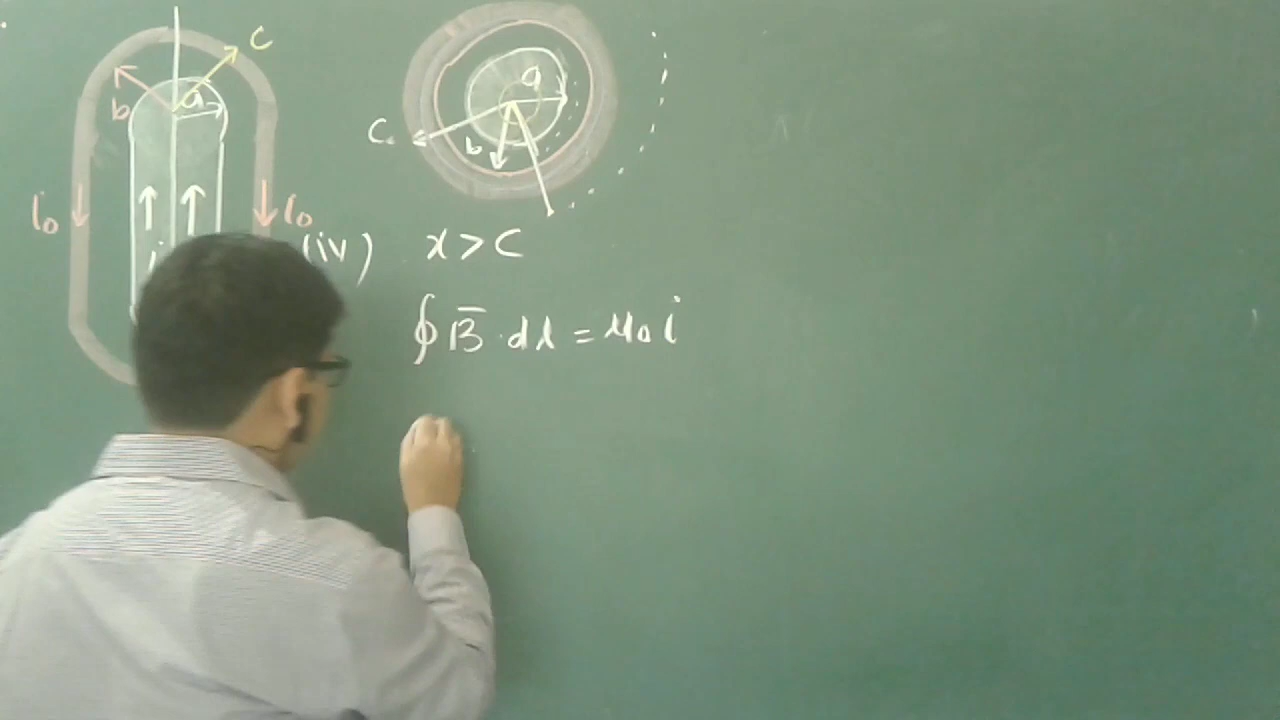 c
b
a
i₀
i₀
a
c
b
(iv) x > c
∮ B̅ · dl = μ₀ i